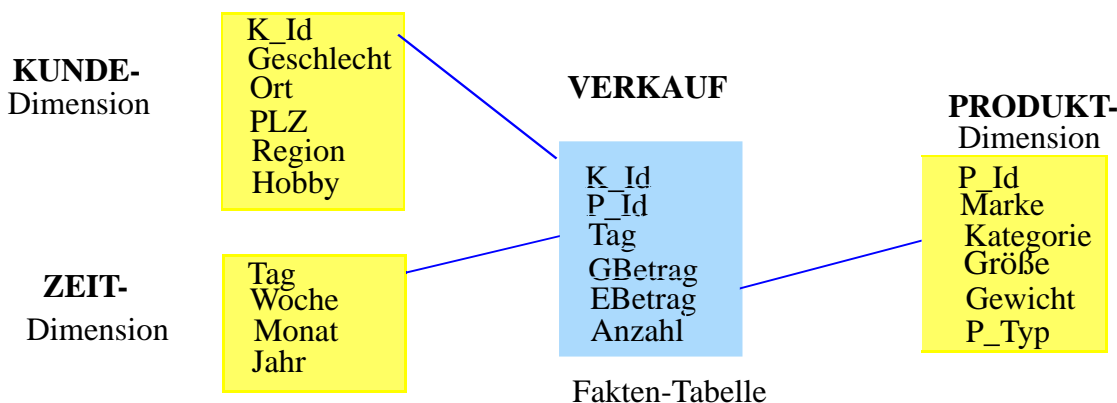 KUNDE-
Dimension
K_Id
Geschlecht
Ort
PLZ
Region
Hobby
ZEIT-
Dimension
Tag
Woche
Monat
Jahr
VERKAUF
K_Id
P_Id
Tag
GBetrag
EBetrag
Anzahl
Fakten-Tabelle
PRODUKT-
Dimension
P_Id
Marke
Kategorie
Größe
Gewicht
P_Typ